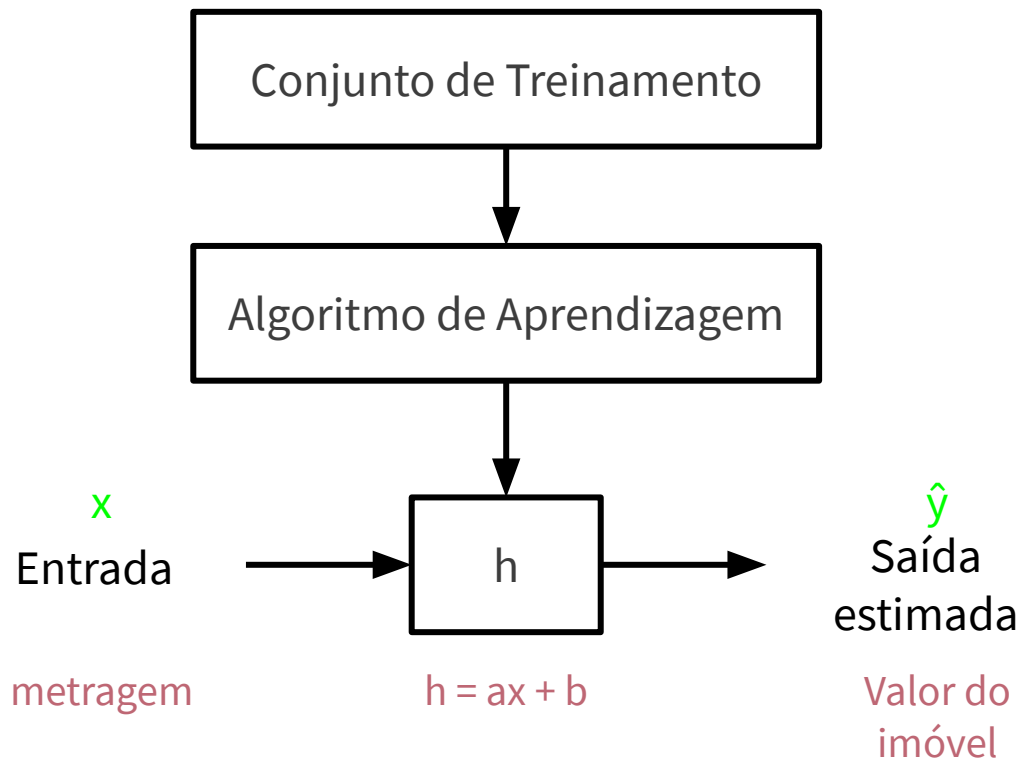 Conjunto de Treinamento
Algoritmo de Aprendizagem
x
Entrada
h
ŷ
Saída
estimada
metragem
h = ax + b
Valor do
imóvel